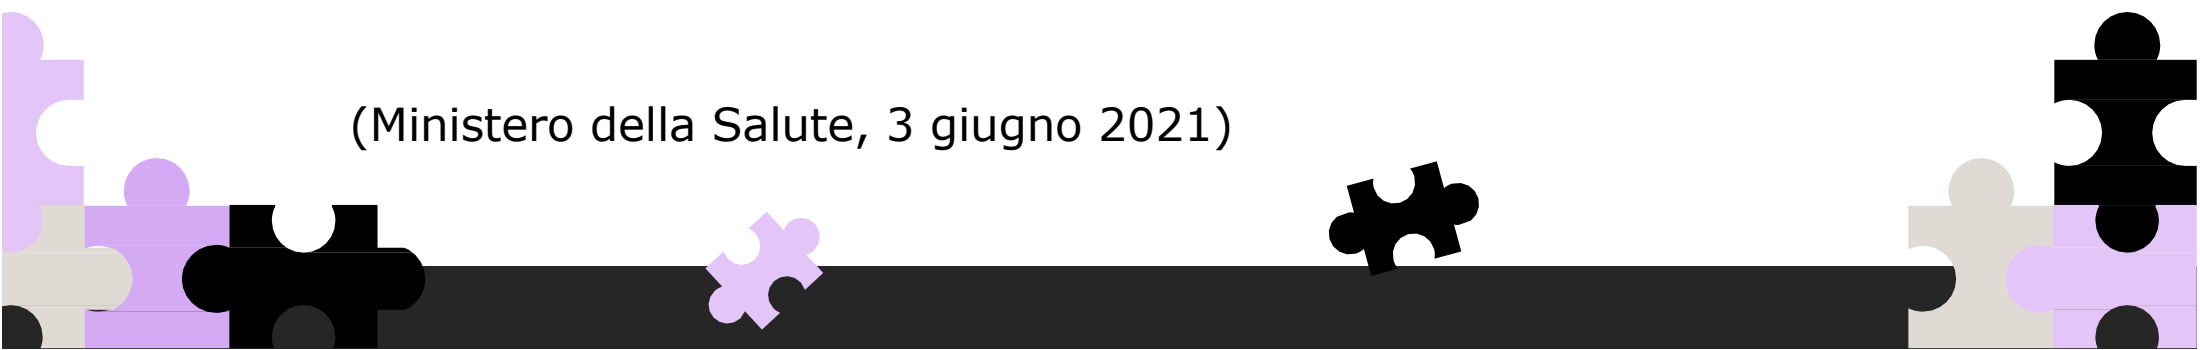 (Ministero della Salute, 3 giugno 2021)